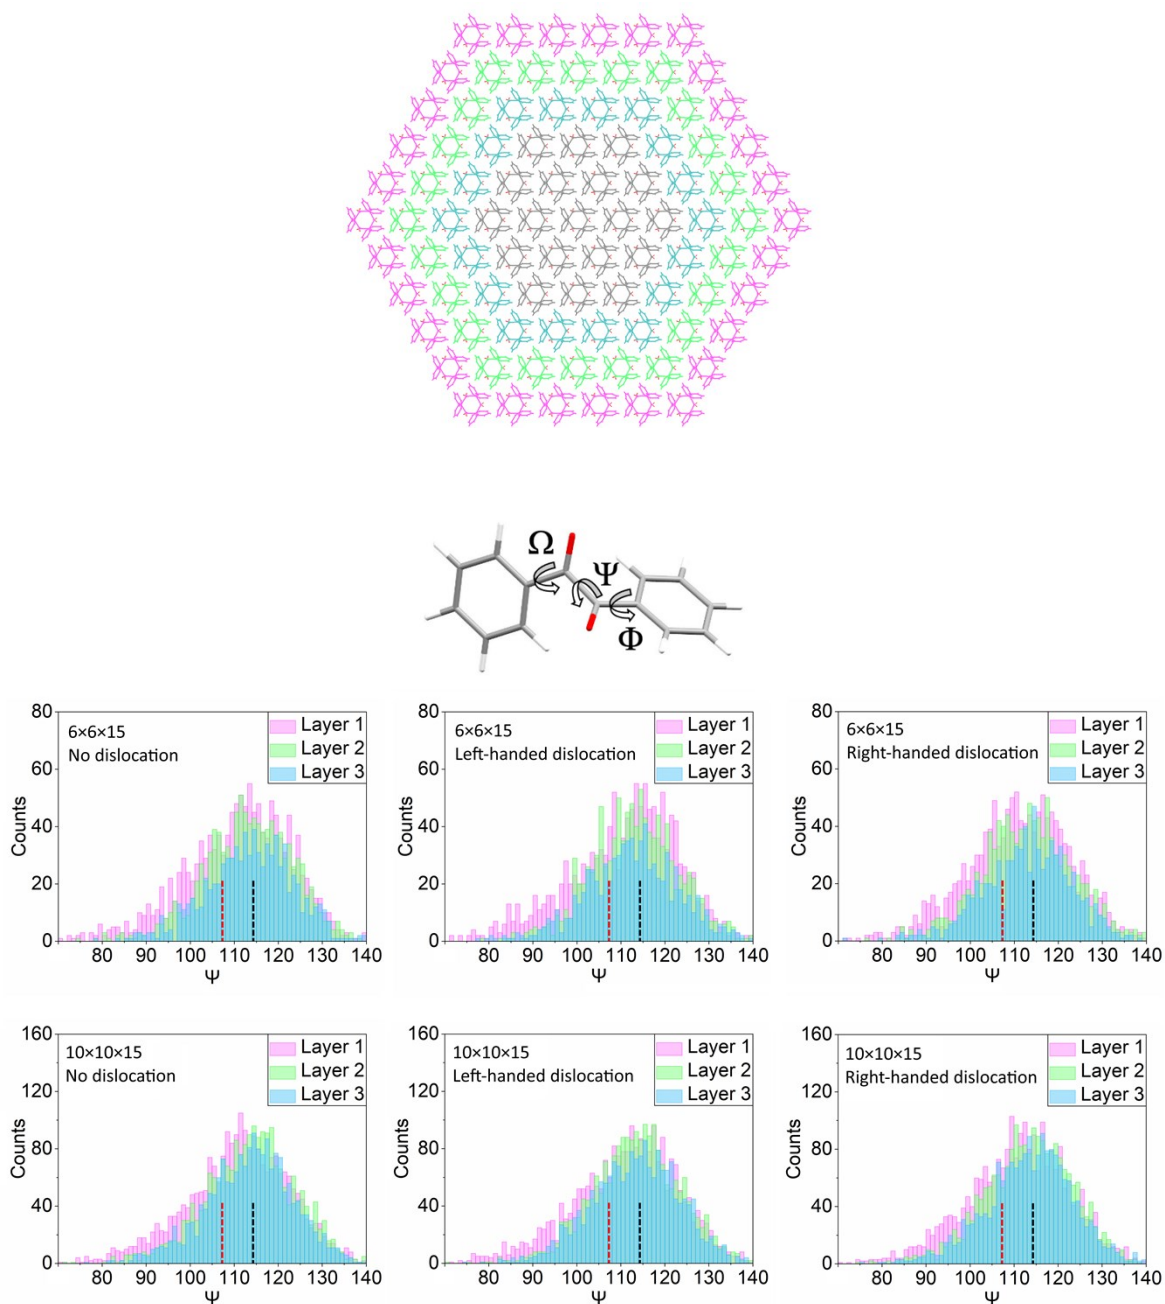 Ω
Ψ
Φ
80
60
40
20
0
Counts
6×6×15
No dislocation
Layer 1
Layer 2
Layer 3
90 100 110 120 130 140
Ψ
80
60
40
20
0
Counts
6×6×15
Left-handed dislocation
Layer 1
Layer 2
Layer 3
80 90 100 110 120 130 140
Ψ
80
60
40
20
0
Counts
6×6×15
Right-handed dislocation
Layer 1
Layer 2
Layer 3
80 90 100 110 120 130 140
Ψ
160
120
80
40
0
Counts
10×10×15
No dislocation
Layer 1
Layer 2
Layer 3
90 100 110 120 130 140
Ψ
160
120
80
40
0
Counts
10×10×15
Left-handed dislocation
Layer 1
Layer 2
Layer 3
80 90 100 110 120 130 140
Ψ
160
120
80
40
0
Counts
10×10×15
Right-handed dislocation
Layer 1
Layer 2
Layer 3
80 90 100 110 120 130 140
Ψ